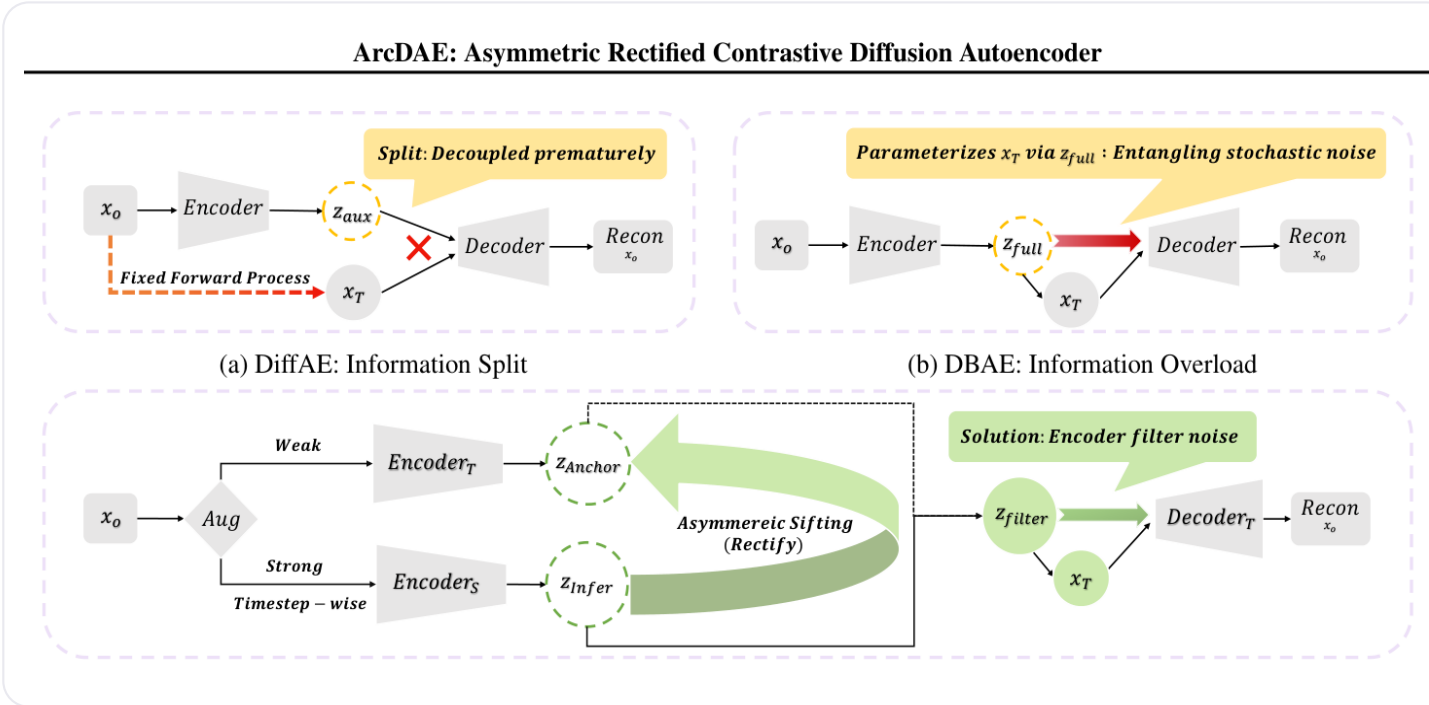 ArcDAE: Asymmetric Rectified Contrastive Diffusion Autoencoder
Split: Decoupled prematurely
x_o
Encoder
z_aux
Decoder
Recon
x_o
Fixed Forward Process
x_T
(a) DiffAE: Information Split
Parameterizes x_T via z_full : Entangling stochastic noise
x_o
Encoder
z_full
Decoder
Recon
x_o
x_T
(b) DBAE: Information Overload
x_o
Aug
Weak
Encoder_T
z_Anchor
Strong
Timestep-wise
Encoder_S
z_Infer
Asymmereic Sifting
(Rectify)
Solution: Encoder filter noise
z_filter
Decoder_T
Recon
x_o
x_T